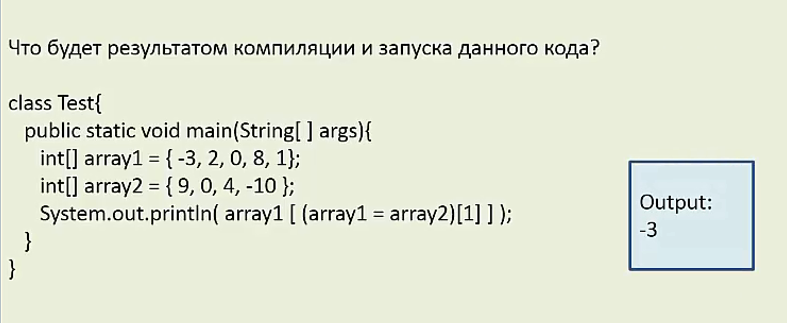 Что будет результатом компиляции и запуска данного кода?
class Test{
public static void main(String[ ] args){
int[] array1 = { -3, 2, 0, 8, 1};
int[] array2 = { 9, 0, 4, -10 };
System.out.println( array1 [ (array1 = array2)[1] ] );
}
}
Output:
-3